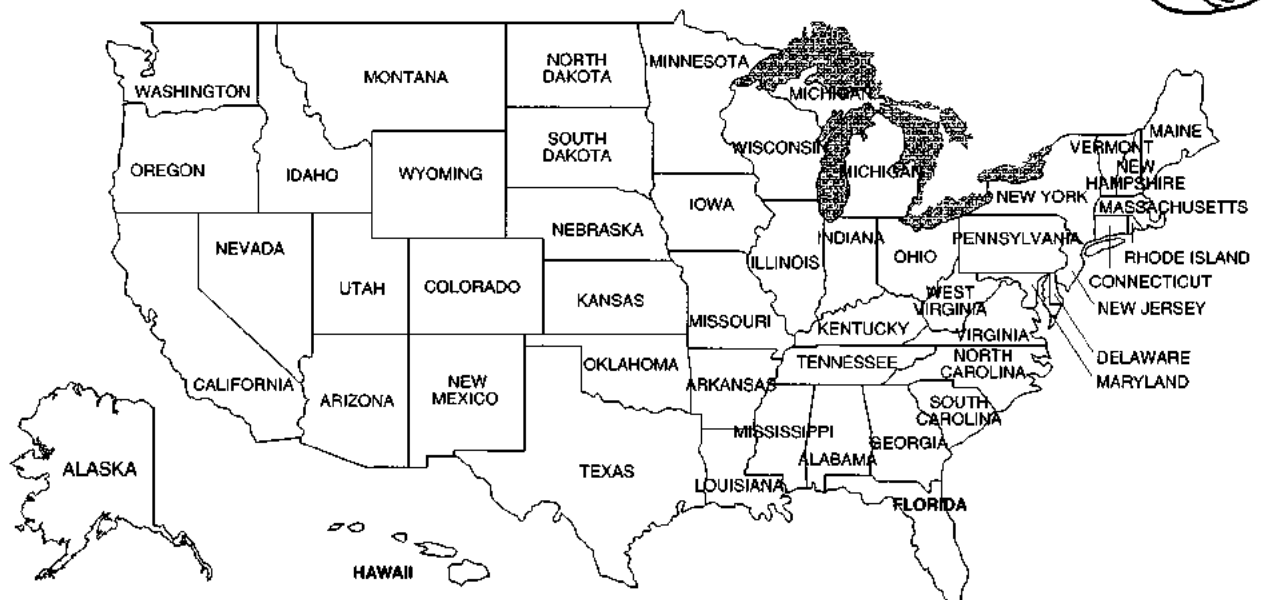 WASHINGTON
MONTANA
NORTH
DAKOTA
MINNESOTA
MICHIGAN
MAINE
VERMONT
NEW
HAMPSHIRE
OREGON
IDAHO
WYOMING
SOUTH
DAKOTA
WISCONSIN
MICHIGAN
NEW YORK
MASSACHUSETTS
IOWA
NEBRASKA
NEVADA
UTAH
COLORADO
KANSAS
ILLINOIS
INDIANA
OHIO
PENNSYLVANIA
RHODE ISLAND
CONNECTICUT
NEW JERSEY
WEST
VIRGINIA
MISSOURI
KENTUCKY
VIRGINIA
DELAWARE
MARYLAND
CALIFORNIA
ARIZONA
NEW
MEXICO
OKLAHOMA
ARKANSAS
TENNESSEE
NORTH
CAROLINA
SOUTH
CAROLINA
MISSISSIPPI
ALABAMA
GEORGIA
ALASKA
TEXAS
LOUISIANA
FLORIDA
HAWAII